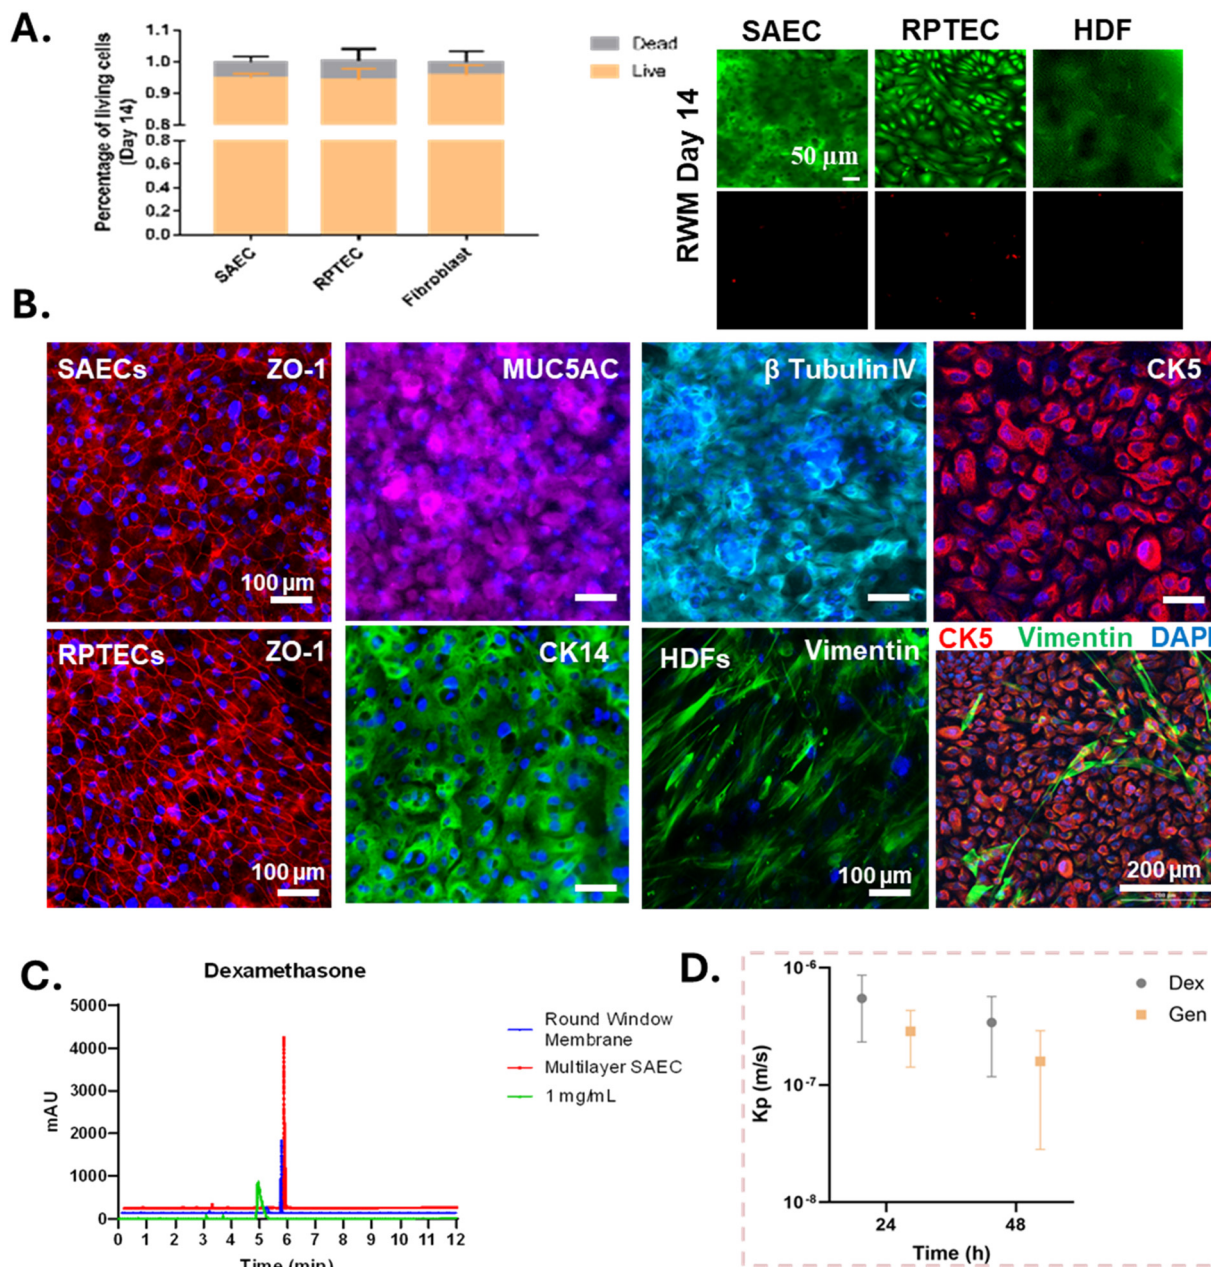 A.
Percentage of living cells
(Day 14)
1.1
1.0
0.9
0.8
0.8
0.6
0.4
0.2
0.0
SAEC
RPTEC
Fibroblast
Dead
Live
SAEC
RPTEC
HDF
RWM Day 14
50 µm
B.
SAECs
ZO-1
100 µm
MUC5AC
β Tubulin IV
CK5
RPTECs
ZO-1
100 µm
CK14
HDFs
Vimentin
100 µm
CK5 Vimentin DAPI
200 µm
C.
Dexamethasone
mAU
5000
4000
3000
2000
1000
0
0 1 2 3 4 5 6 7 8 9 10 11 12
Time (min)
Round Window
Membrane
Multilayer SAEC
1 mg/mL
D.
Kp (m/s)
10-6
10-7
10-8
24
48
Time (h)
Dex
Gen